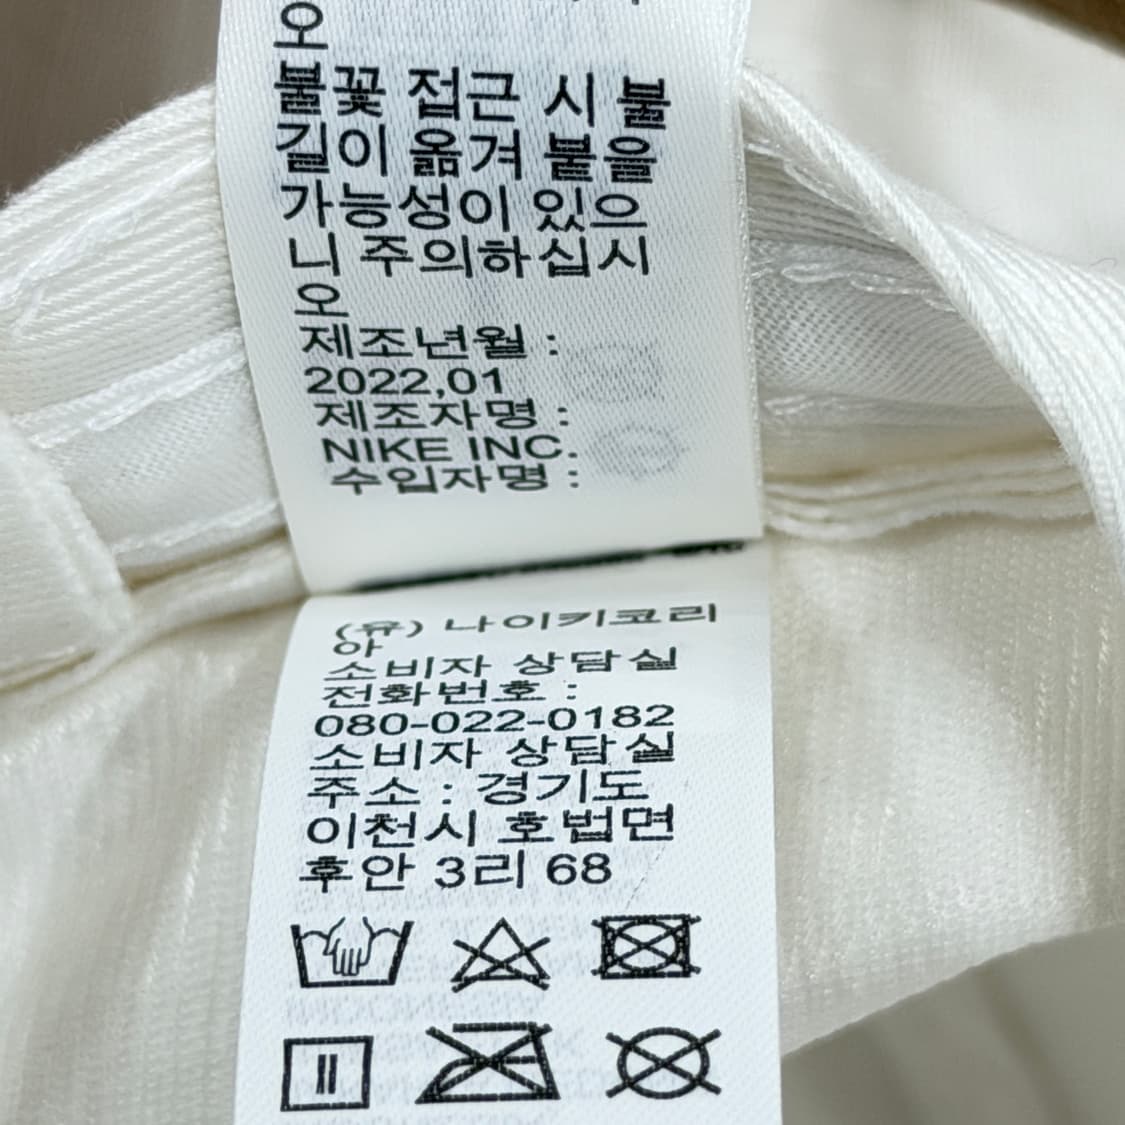 오
불꽃 접근 시 불
길이 옮겨 붙을
가능성이 있으
니 주의하십시
오
제조년월 :
2022,01
제조자명 :
NIKE INC.
수입자명 :
(유) 나이키코리
아
소비자 상담실
전화번호 :
080-022-0182
소비자 상담실
주소 : 경기도
이천시 호법면
후안 3리 68